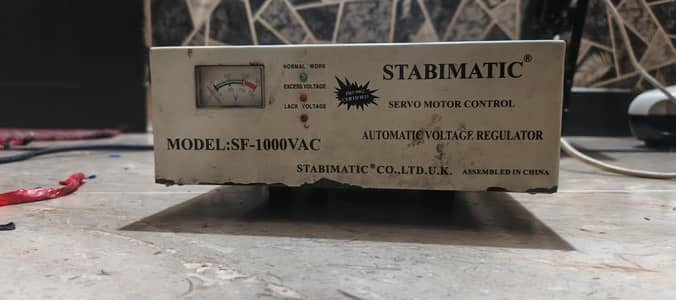 NORMAL WORK
EXCESS VOLTAGE
LACK VOLTAGE
CERTIFIED
STABIMATIC®
SERVO MOTOR CONTROL
AUTOMATIC VOLTAGE REGULATOR
MODEL:SF-1000VAC
STABIMATIC® CO.,LTD.U.K. ASSEMBLED IN CHINA
V